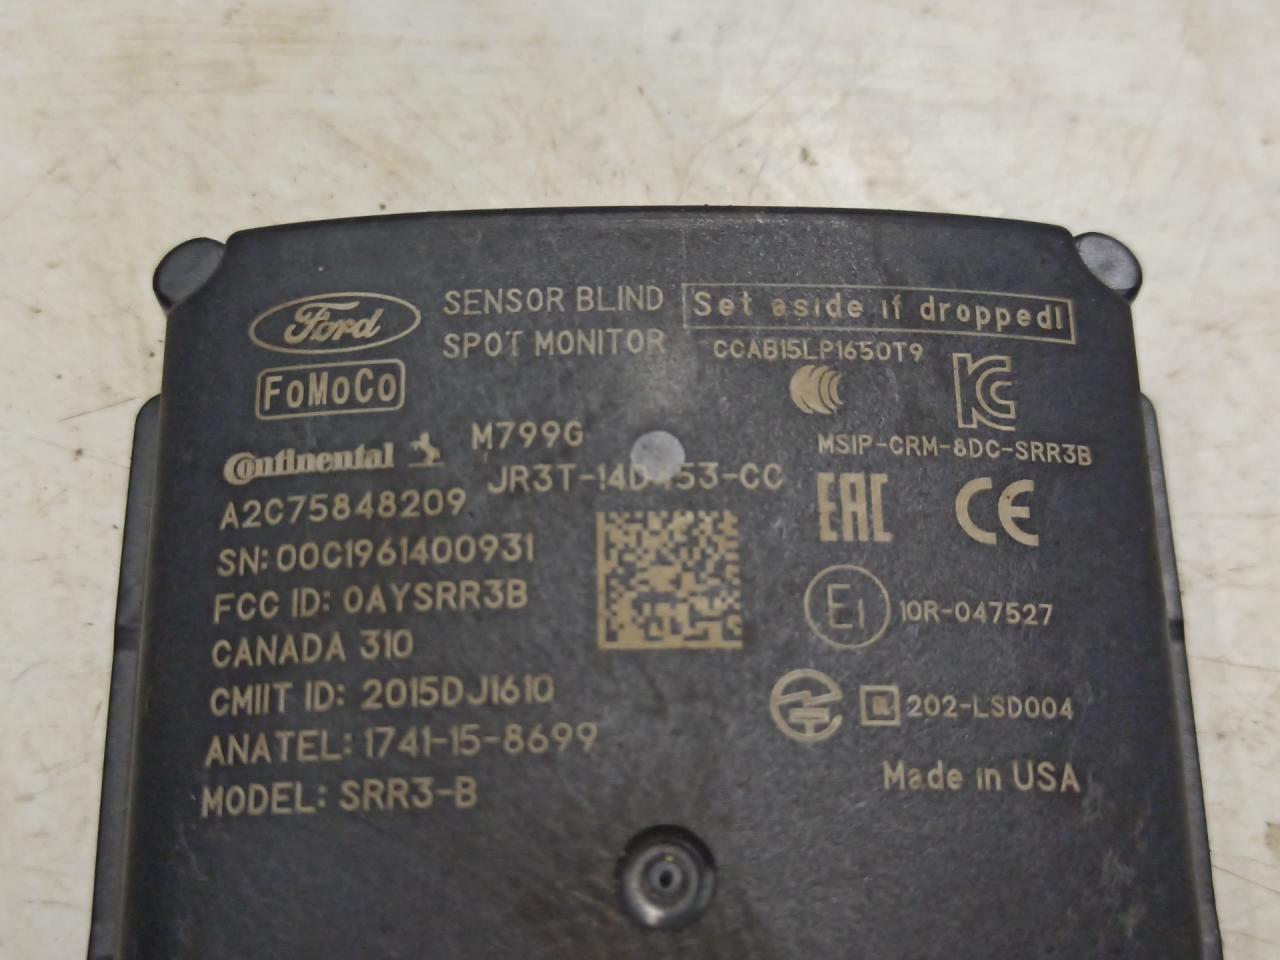 Ford
SENSOR BLIND
SPOT MONITOR
Set aside if dropped!
CCAB15LP1650T9
FoMoCo
Continental
M799G
MSIP-CRM-8DC-SRR3B
A2C75848209
SN: 00C1961400931
EAC
CE
FCC ID: OAYSRR3B
E1
10R-047527
CANADA 310
CMIIT ID: 2015DJ1610
R
202-LSD004
ANATEL: 1741-15-8699
Made in USA
MODEL: SRR3-B